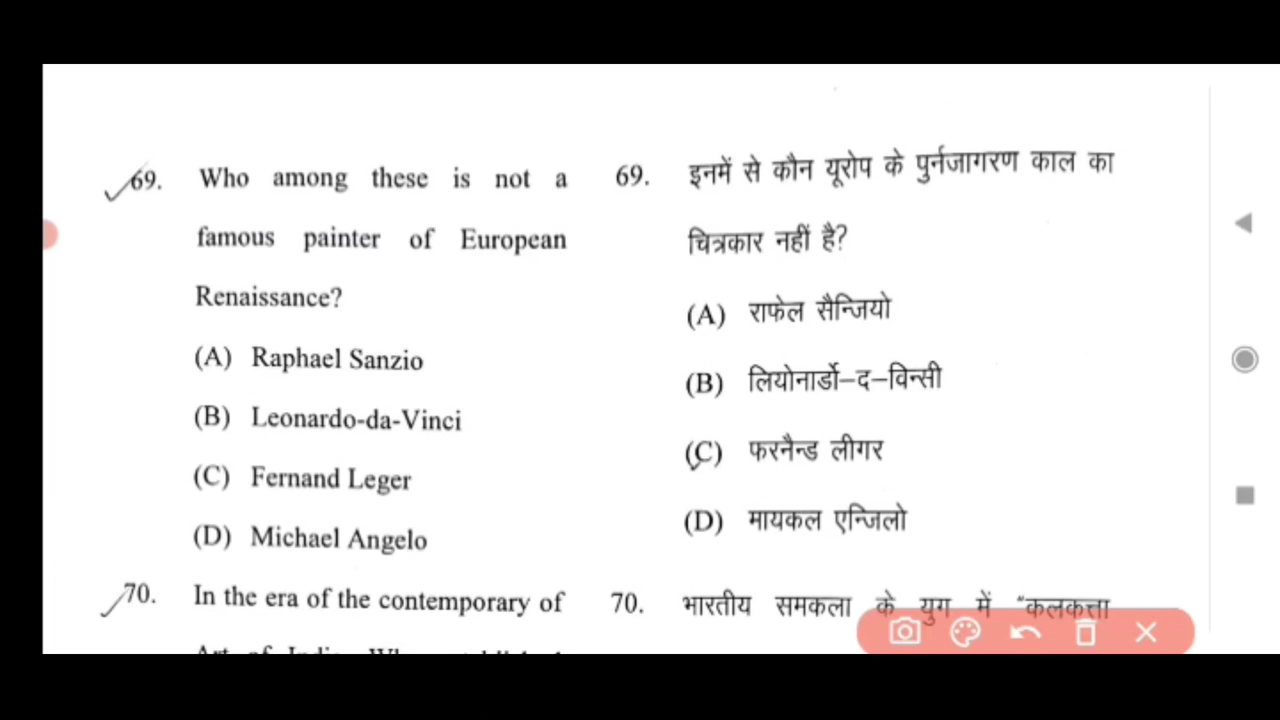 69. Who among these is not a
famous painter of European
Renaissance?
(A) Raphael Sanzio
(B) Leonardo-da-Vinci
(C) Fernand Leger
(D) Michael Angelo
70. In the era of the contemporary of
69. इनमें से कौन यूरोप के पुर्नजागरण काल का
चित्रकार नहीं है?
(A) राफेल सैन्जियो
(B) लियोनार्डो–द–विन्सी
(C) फरनैन्ड लीगर
(D) मायकल एन्जिलो
70. भारतीय समकला के युग में "कलकत्ता